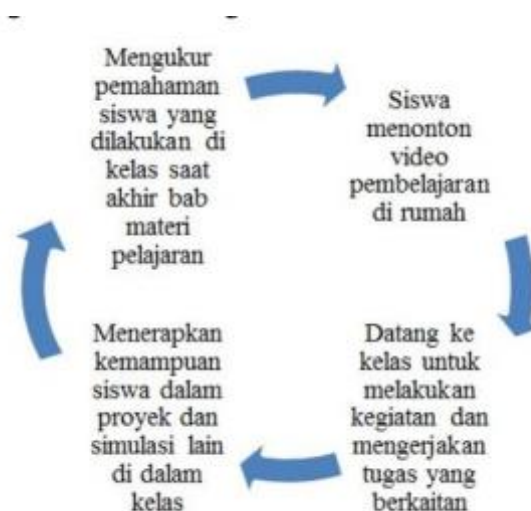 Mengukur
pemahaman
siswa yang
dilakukan di
kelas saat
akhir bab
materi
pelajaran
Siswa
menonton
video
pembelajaran
di rumah
Datang ke
kelas untuk
melakukan
kegiatan dan
mengerjakan
tugas yang
berkaitan
Menerapkan
kemampuan
siswa dalam
proyek dan
simulasi lain
di dalam
kelas